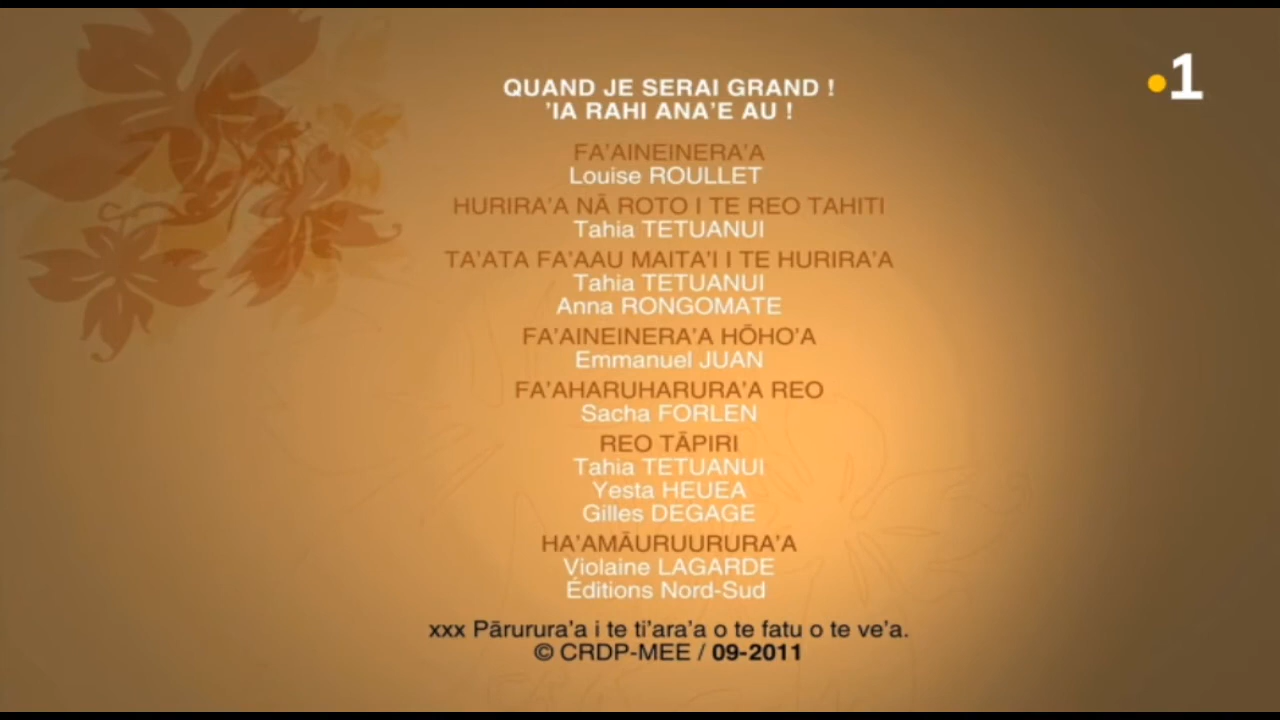 QUAND JE SERAI GRAND !
'IA RAHI ANA'E AU !
1
FA'AINEINERA'A
Louise ROULLET
HURIRA'A NĀ ROTO I TE REO TAHITI
Tahia TETUANUI
TA'ATA FA'AAU MAITA'I I TE HURIRA'A
Tahia TETUANUI
Anna RONGOMATE
FA'AINEINERA'A HŌHO'A
Emmanuel JUAN
FA'AHARUHARURA'A REO
Sacha FORLEN
REO TĀPIRI
Tahia TETUANUI
Yesta HEUEA
Gilles DEGAGE
HA'AMĀURUURURA'A
Violaine LAGARDE
Éditions Nord-Sud
xxx Pārurura'a i te ti'ara'a o te fatu o te ve'a.
© CRDP-MEE / 09-2011